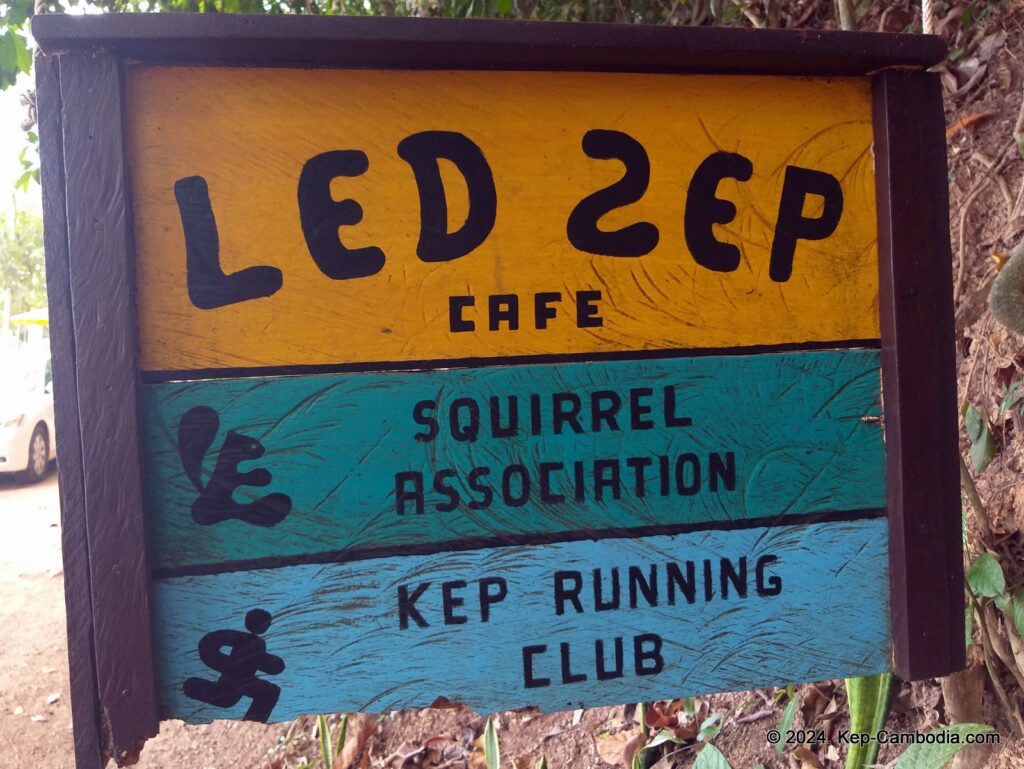 LED ZEP
CAFE
SQUIRREL
ASSOCIATION
KEP RUNNING
CLUB
© 2024, Kep-Cambodia.com